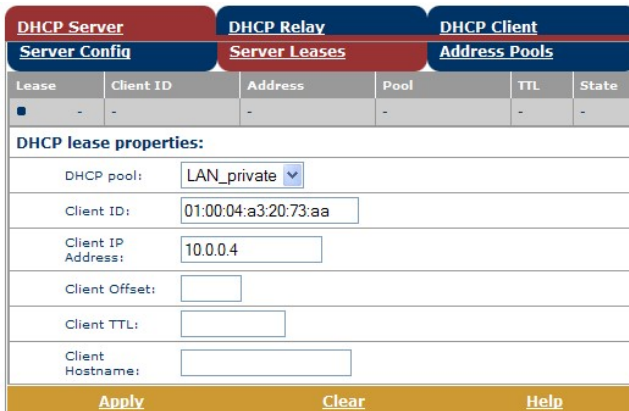 DHCP Server DHCP Relay DHCP Client
Server Config Server Leases Address Pools
Lease Client ID Address Pool TTL State
- - - - - -
DHCP lease properties:
DHCP pool: LAN_private
Client ID: 01:00:04:a3:20:73:aa
Client IP
Address: 10.0.0.4
Client Offset:
Client TTL:
Client
Hostname:
Apply Clear Help